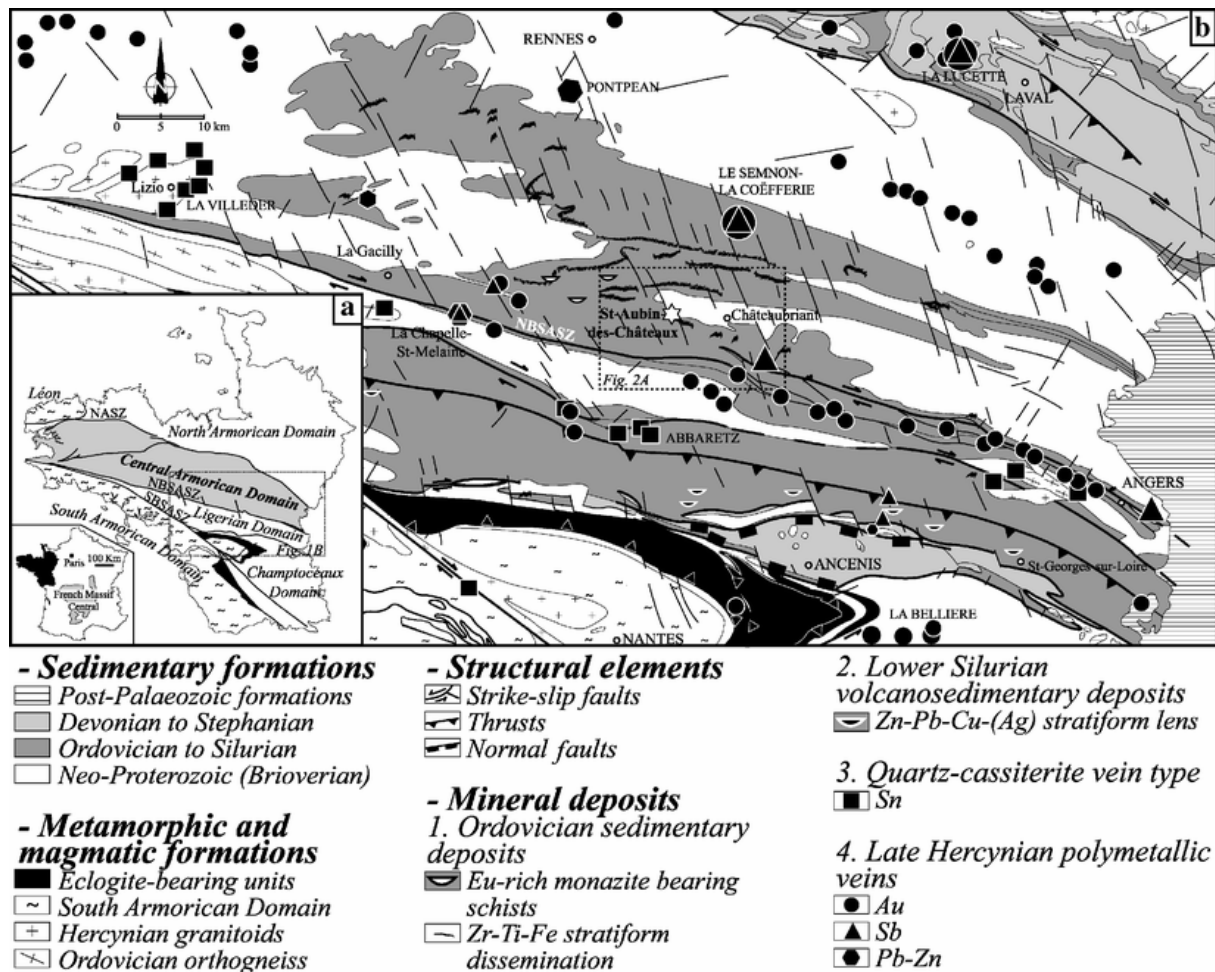 b
RENNES
PONTPEAN
LA LUCETTE
LAVAL
0 5 10 km
Lizio
LA VILLEDER
LE SEMNON-
LA COËFFERIE
La Gacilly
St-Aubin
des-Châteaux
Châteaubriant
NBSASZ
La Chapelle-
St-Melaine
Fig. 2A
ABBARETZ
ANGERS
ANCENIS
St-Georges-sur-Loire
LA BELLIERE
NANTES
a
Léon
NASZ
North Armorican Domain
Central Armorican Domain
NBSASZ
SBSASZ
Ligerian Domain
South Armorican Domain
Fig. 1B
Champtoceaux
Domain
Paris
100 Km
French Massif
Central
- Sedimentary formations
Post-Palaeozoic formations
Devonian to Stephanian
Ordovician to Silurian
Neo-Proterozoic (Brioverian)
- Metamorphic and
magmatic formations
Eclogite-bearing units
South Armorican Domain
Hercynian granitoids
Ordovician orthogneiss
- Structural elements
Strike-slip faults
Thrusts
Normal faults
- Mineral deposits
1. Ordovician sedimentary
deposits
Eu-rich monazite bearing
schists
Zr-Ti-Fe stratiform
dissemination
2. Lower Silurian
volcanosedimentary deposits
Zn-Pb-Cu-(Ag) stratiform lens
3. Quartz-cassiterite vein type
Sn
4. Late Hercynian polymetallic
veins
Au
Sb
Pb-Zn